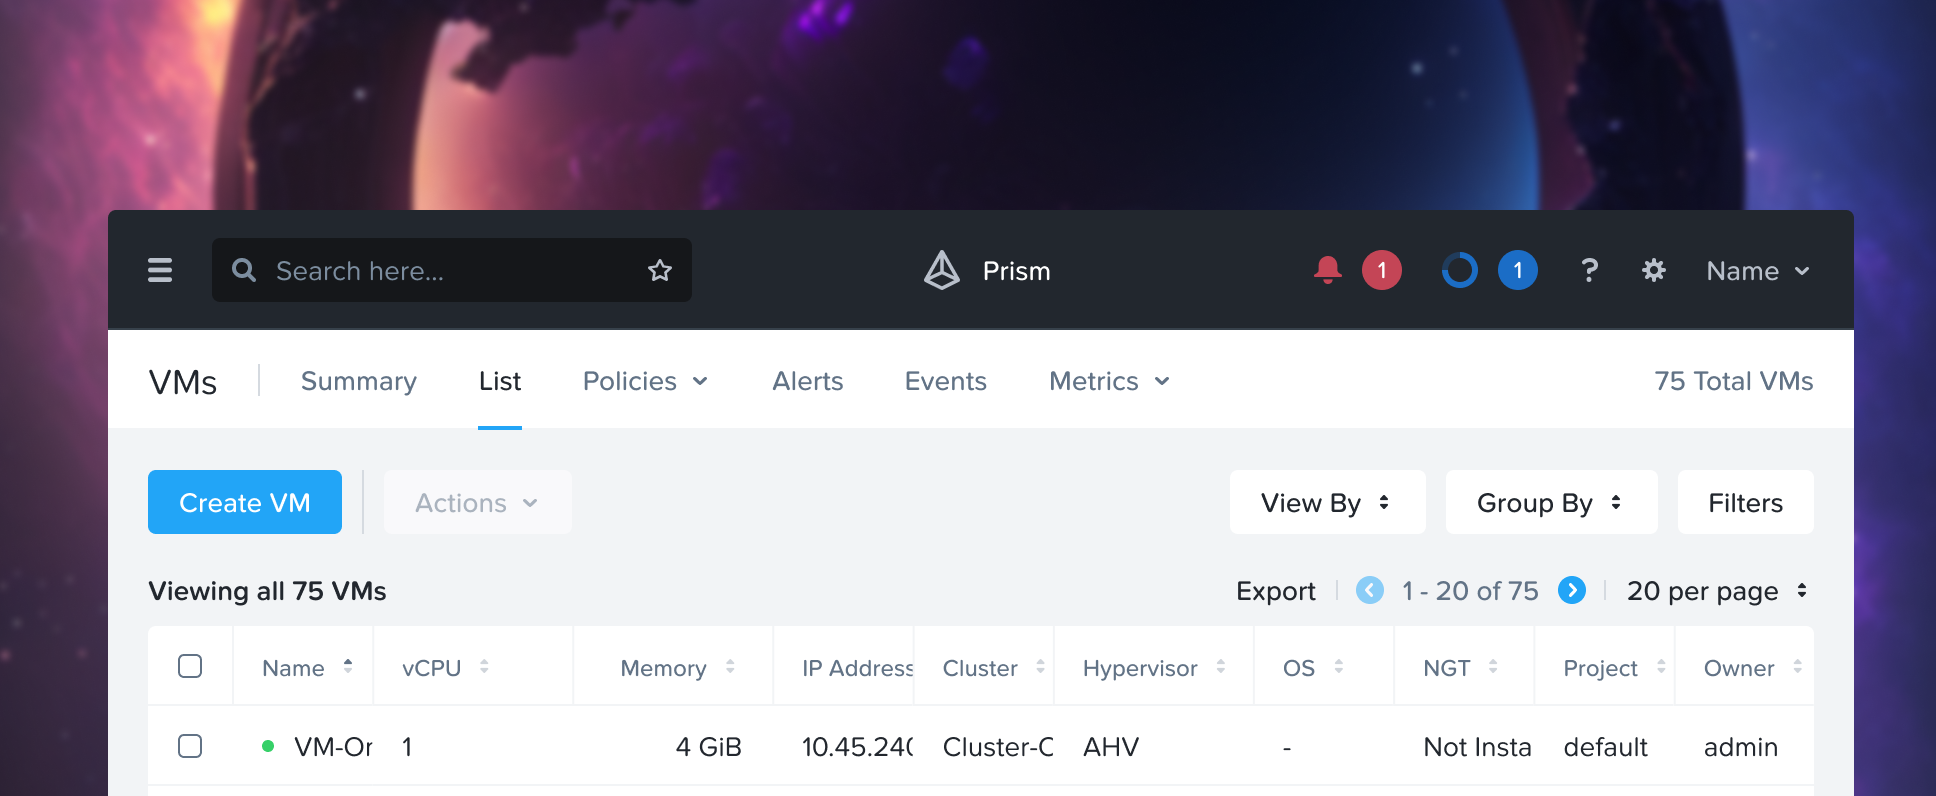 Search here...
Prism
1
1
?
Name
VMs
Summary
List
Policies
Alerts
Events
Metrics
75 Total VMs
Create VM
Actions
View By
Group By
Filters
Viewing all 75 VMs
Export
1 - 20 of 75
20 per page
Name
vCPU
Memory
IP Address
Cluster
Hypervisor
OS
NGT
Project
Owner
VM-Or
1
4 GiB
10.45.240
Cluster-C
AHV
-
Not Insta
default
admin